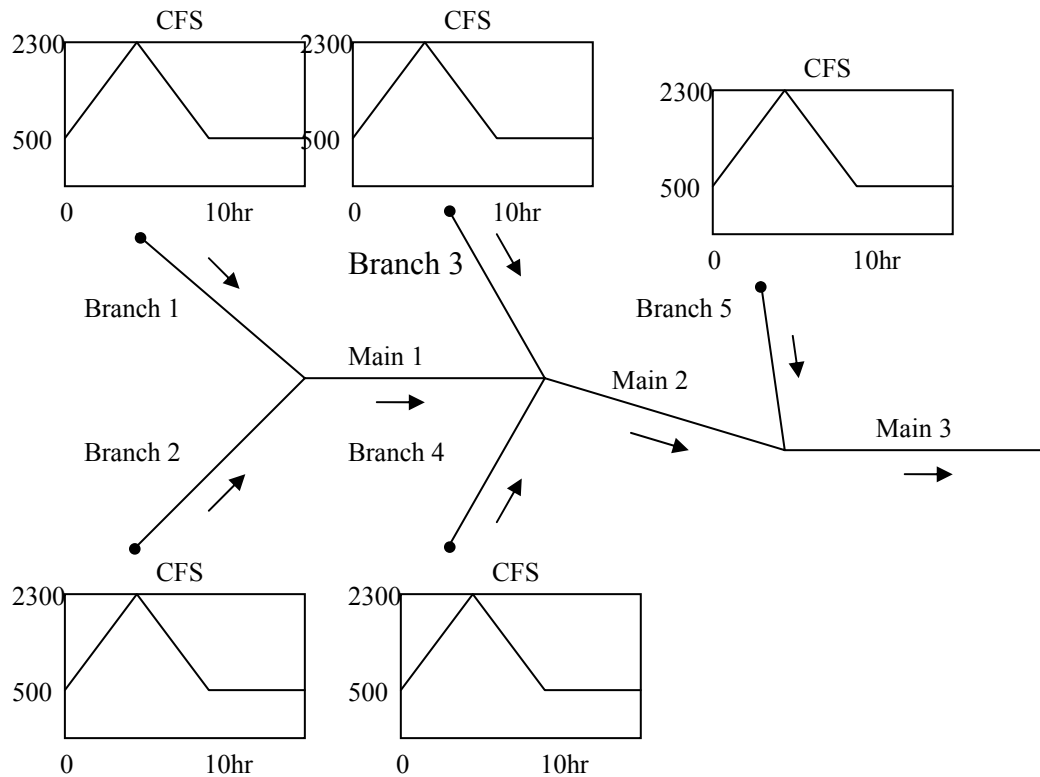 CFS
2300
500
0 10hr
CFS
2300
500
0 10hr
CFS
2300
500
0 10hr
Branch 3
Branch 1
Branch 5
Main 1
Main 2
Main 3
Branch 2
Branch 4
CFS
2300
500
0 10hr
CFS
2300
500
0 10hr